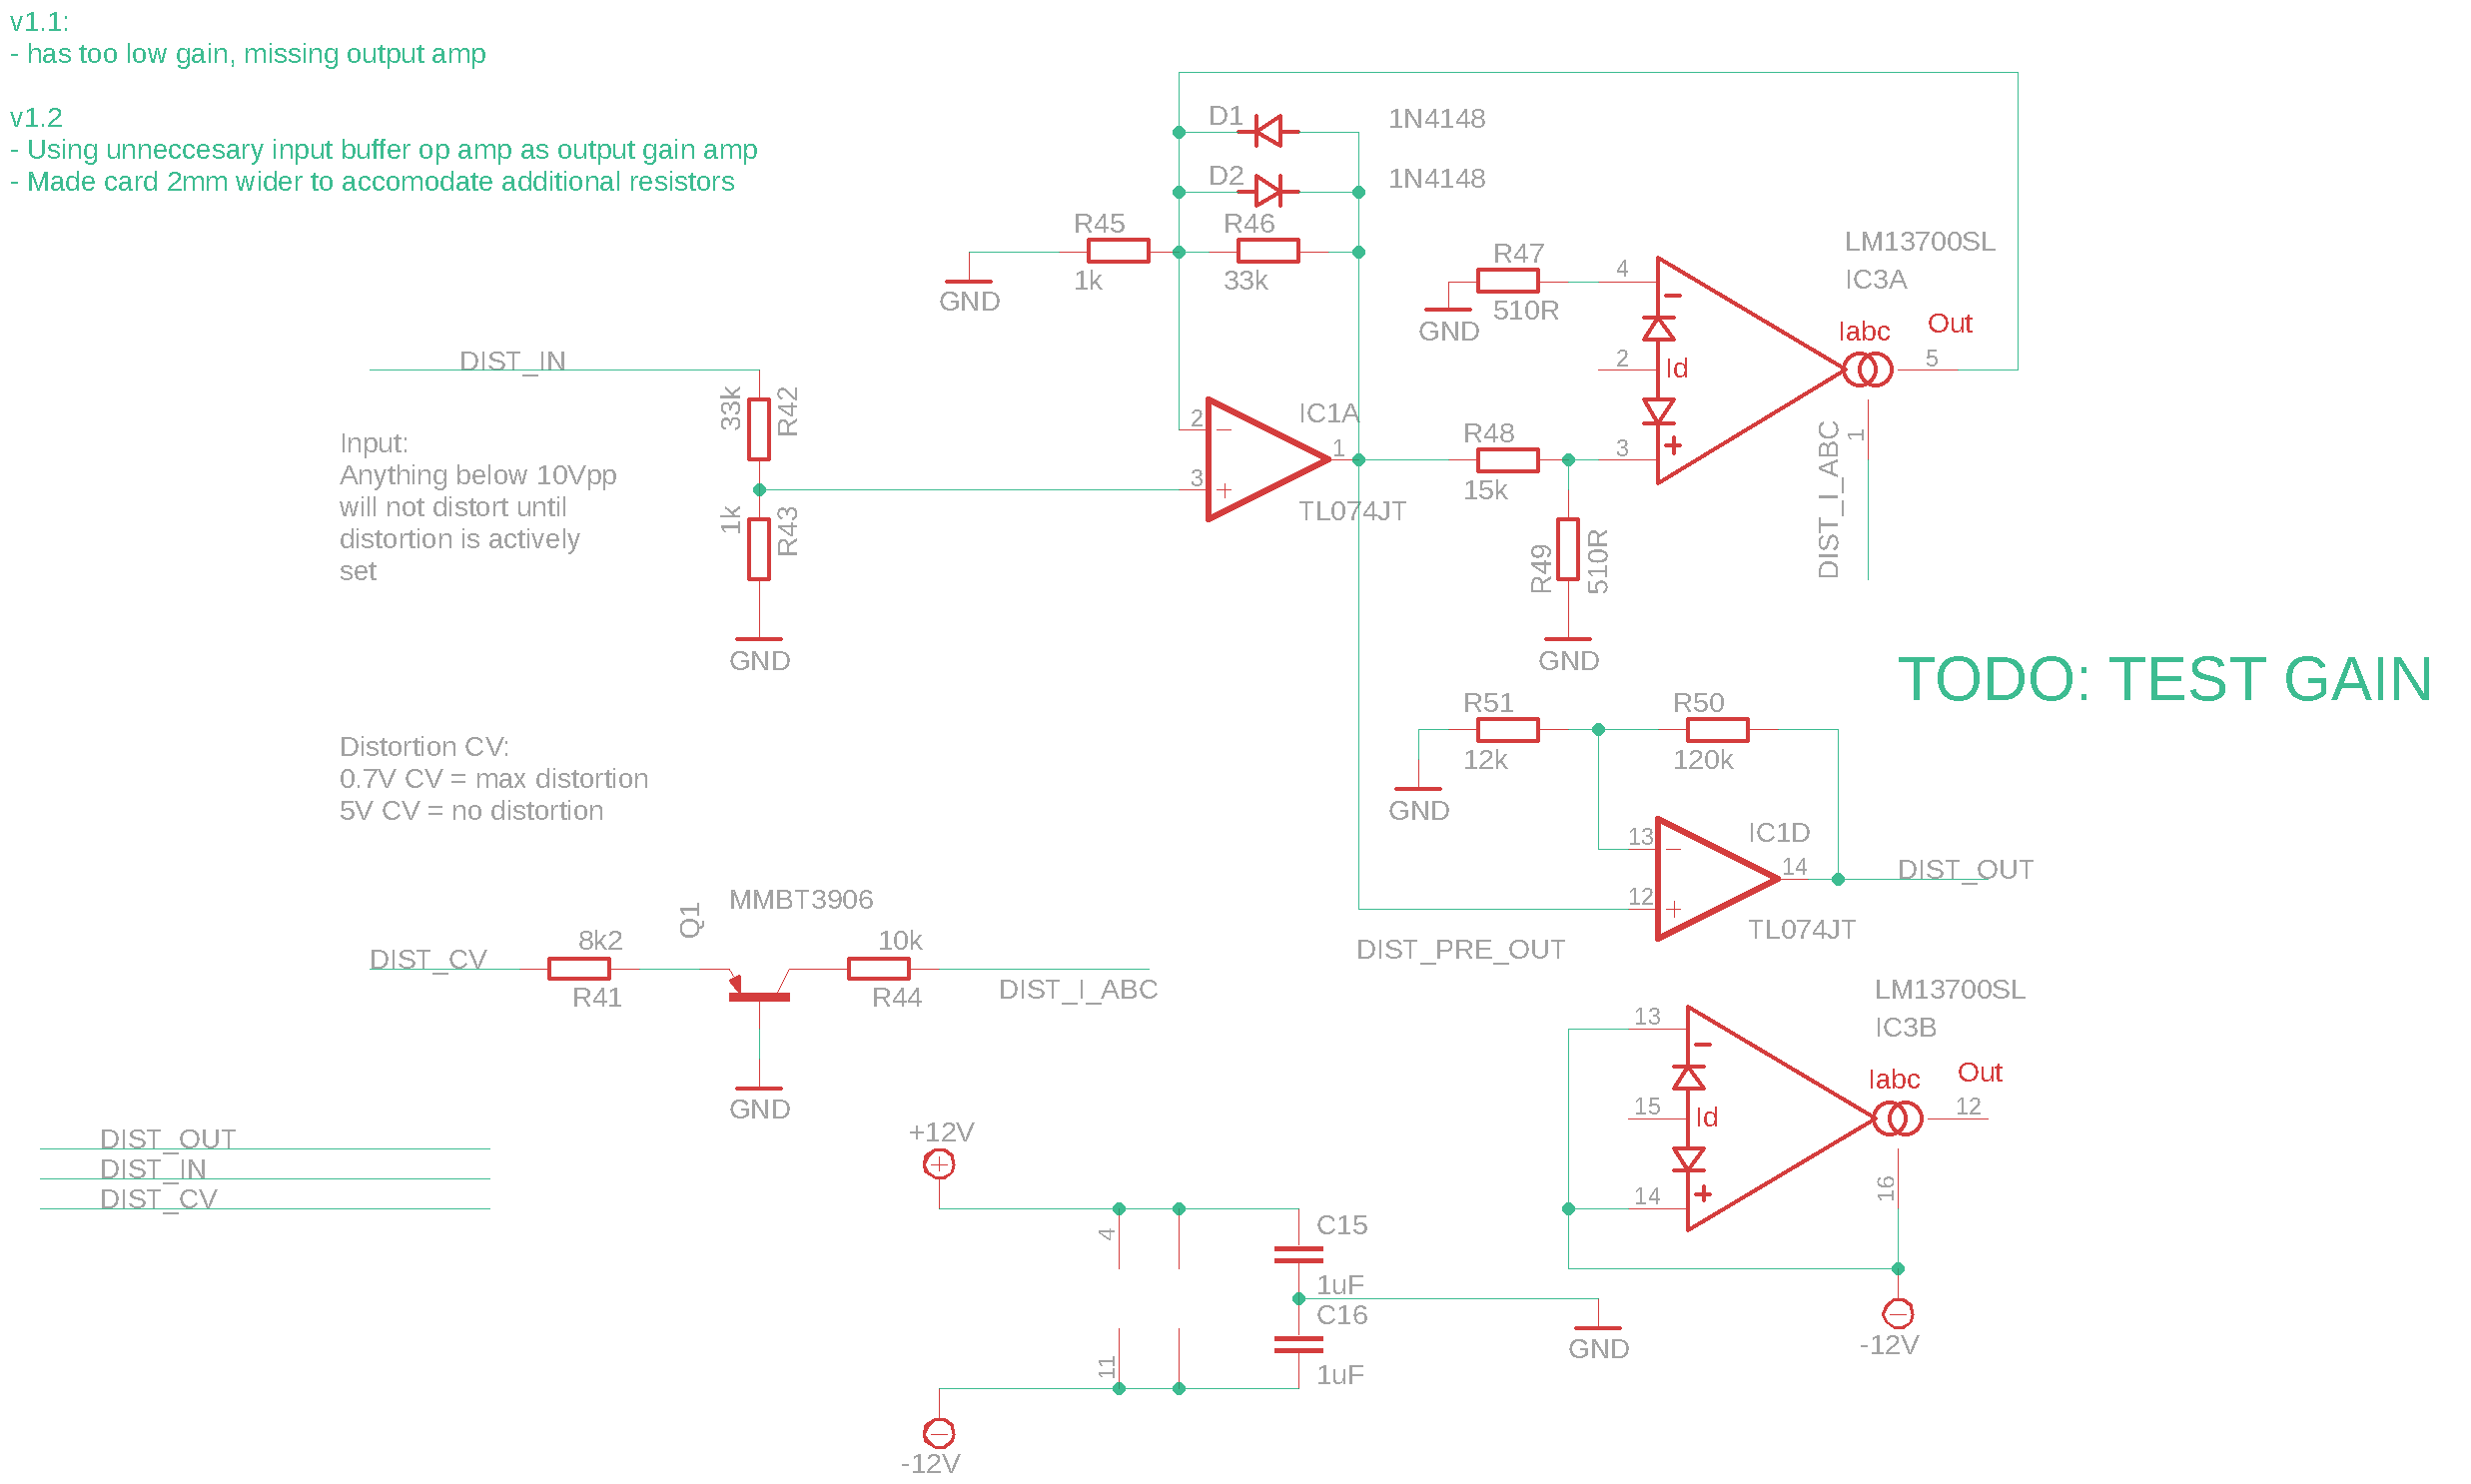 v1.1:
- has too low gain, missing output amp
v1.2
- Using unneccesary input buffer op amp as output gain amp
- Made card 2mm wider to accomodate additional resistors
D1
1N4148
D2
1N4148
R45
1k
R46
33k
GND
R47
510R
GND
4
2
3
Id
LM13700SL
IC3A
Iabc
Out
5
1
DIST_I_ABC
DIST_IN
33k
R42
1k
R43
GND
Input:
Anything below 10Vpp
will not distort until
distortion is actively
set
2
3
1
IC1A
TL074JT
R48
15k
R49
510R
GND
TODO: TEST GAIN
R51
12k
R50
120k
GND
13
12
14
IC1D
TL074JT
DIST_OUT
DIST_PRE_OUT
Distortion CV:
0.7V CV = max distortion
5V CV = no distortion
DIST_CV
8k2
R41
Q1
MMBT3906
10k
R44
DIST_I_ABC
GND
LM13700SL
IC3B
13
15
14
Id
Iabc
Out
12
16
-12V
DIST_OUT
DIST_IN
DIST_CV
+12V
4
11
C15
1uF
C16
1uF
GND
-12V